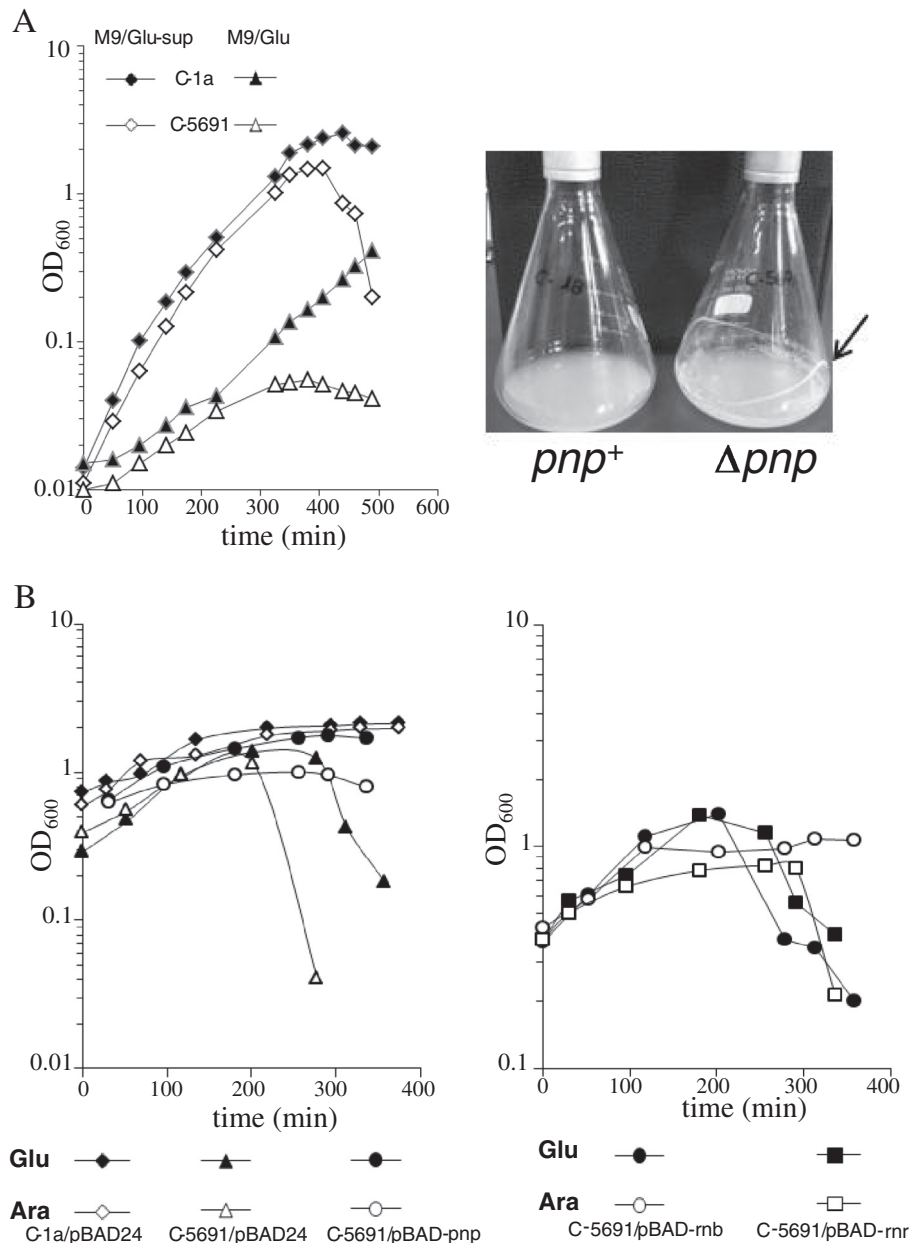 A
M9/Glu-sup M9/Glu
C-1a
C-5691
10
1
0.1
0.01
OD600
0 100 200 300 400 500 600
time (min)
C-1a
C-569
pnp+ Δpnp
B
10
1
0.1
0.01
OD600
0 100 200 300 400
time (min)
10
1
0.1
OD600
0 100 200 300 400
time (min)
Glu
Ara
C-1a/pBAD24 C-5691/pBAD24 C-5691/pBAD-pnp
Glu
Ara
C-5691/pBAD-rnb C-5691/pBAD-rnr